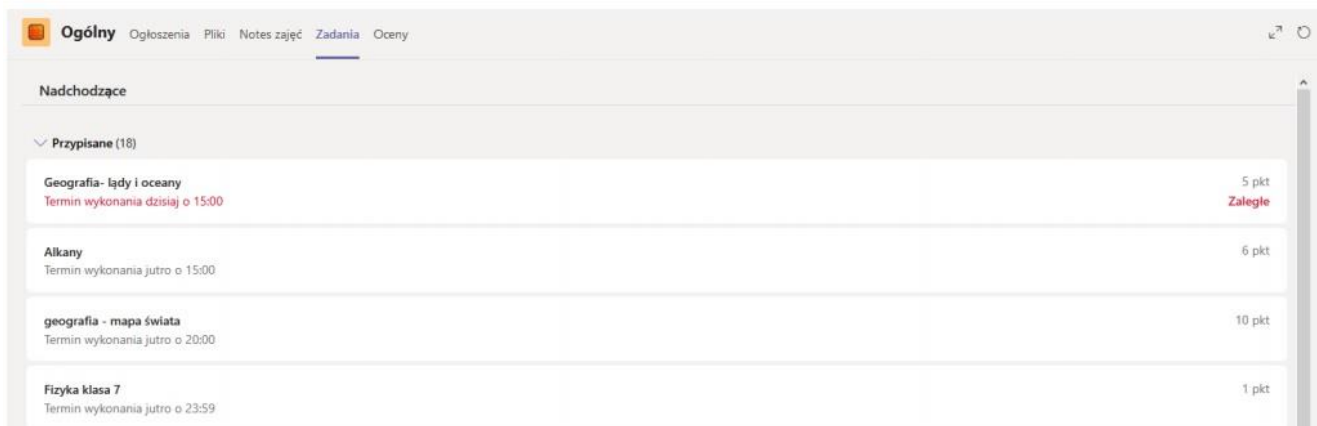 Ogólny Ogłoszenia Pliki Notes zajęć Zadania Oceny
Nadchodzące
Przypisane (18)
Geografia- lądy i oceany 5 pkt
Termin wykonania dzisiaj o 15:00 Zaległe
Alkany 6 pkt
Termin wykonania jutro o 15:00
geografia - mapa świata 10 pkt
Termin wykonania jutro o 20:00
Fizyka klasa 7 1 pkt
Termin wykonania jutro o 23:59